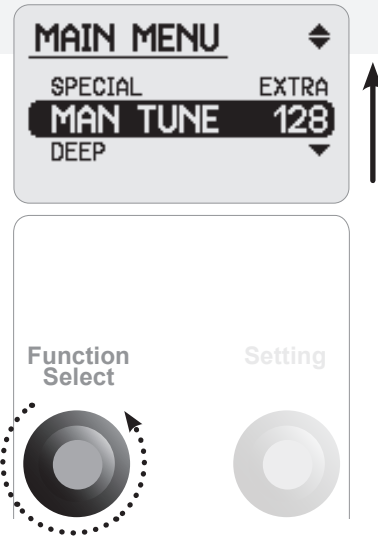 MAIN MENU
SPECIAL EXTRA
MAN TUNE 128
DEEP
Function Setting
Select